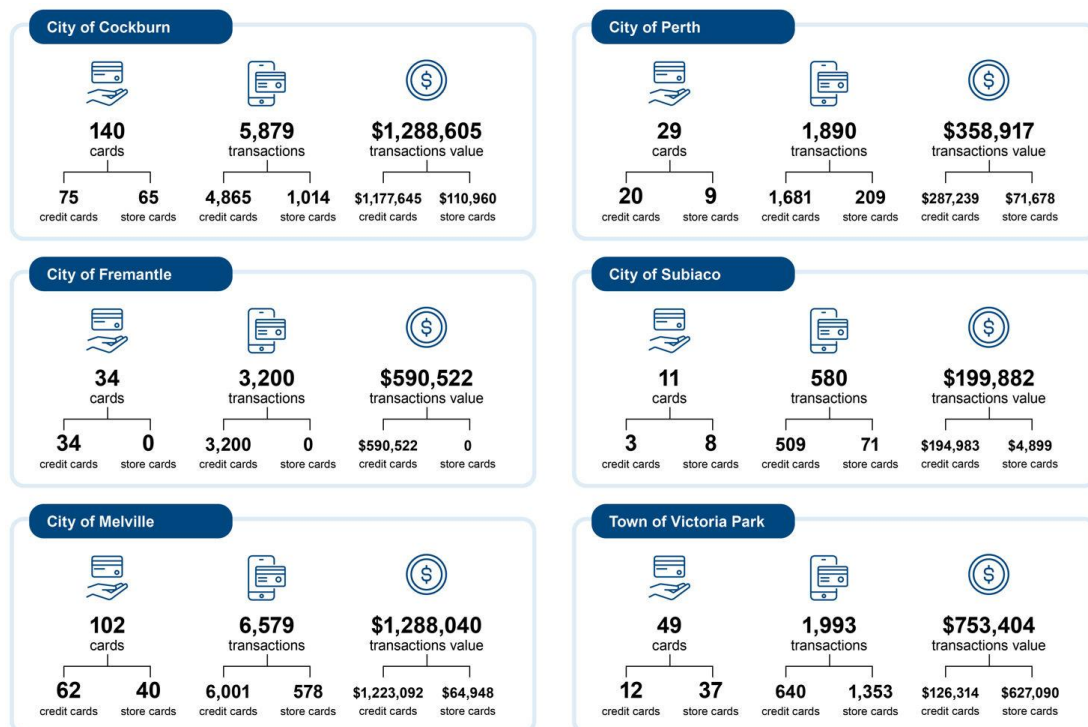 City of Cockburn
140
cards
75
credit cards
65
store cards
5,879
transactions
4,865
credit cards
1,014
store cards
$1,288,605
transactions value
$1,177,645
credit cards
$110,960
store cards
City of Perth
29
cards
20
credit cards
9
store cards
1,890
transactions
1,681
credit cards
209
store cards
$358,917
transactions value
$287,239
credit cards
$71,678
store cards
City of Fremantle
34
cards
34
credit cards
0
store cards
3,200
transactions
3,200
credit cards
0
store cards
$590,522
transactions value
$590,522
credit cards
0
store cards
City of Subiaco
11
cards
3
credit cards
8
store cards
580
transactions
509
credit cards
71
store cards
$199,882
transactions value
$194,983
credit cards
$4,899
store cards
City of Melville
102
cards
62
credit cards
40
store cards
6,579
transactions
6,001
credit cards
578
store cards
$1,288,040
transactions value
$1,223,092
credit cards
$64,948
store cards
Town of Victoria Park
49
cards
12
credit cards
37
store cards
1,993
transactions
640
credit cards
1,353
store cards
$753,404
transactions value
$126,314
credit cards
$627,090
store cards